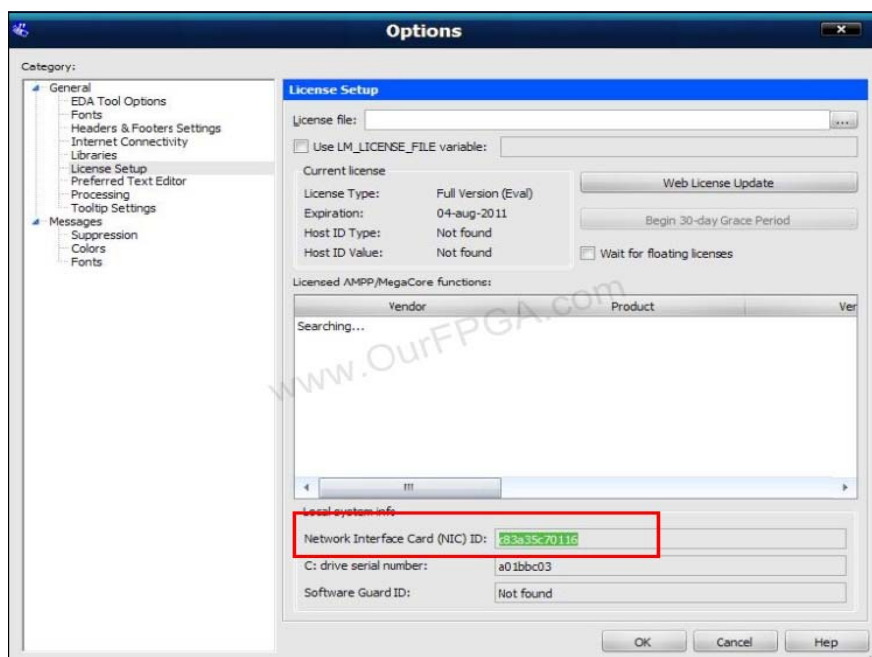 Options
Category:
General
EDA Tool Options
Fonts
Headers & Footers Settings
Internet Connectivity
Libraries
License Setup
Preferred Text Editor
Processing
Tooltip Settings
Messages
Suppression
Colors
Fonts
License Setup
License file:
...
Use LM_LICENSE_FILE variable:
Current license
License Type: Full Version (Eval)
Expiration: 04-aug-2011
Host ID Type: Not found
Host ID Value: Not found
Web License Update
Begin 30-day Grace Period
Wait for floating licenses
Licensed AMPP/MegaCore functions:
Vendor Product Ver
Searching...
www.OurFPGA.com
Local system info
Network Interface Card (NIC) ID: c83a35c70116
C: drive serial number: a01bbc03
Software Guard ID: Not found
OK Cancel Hep